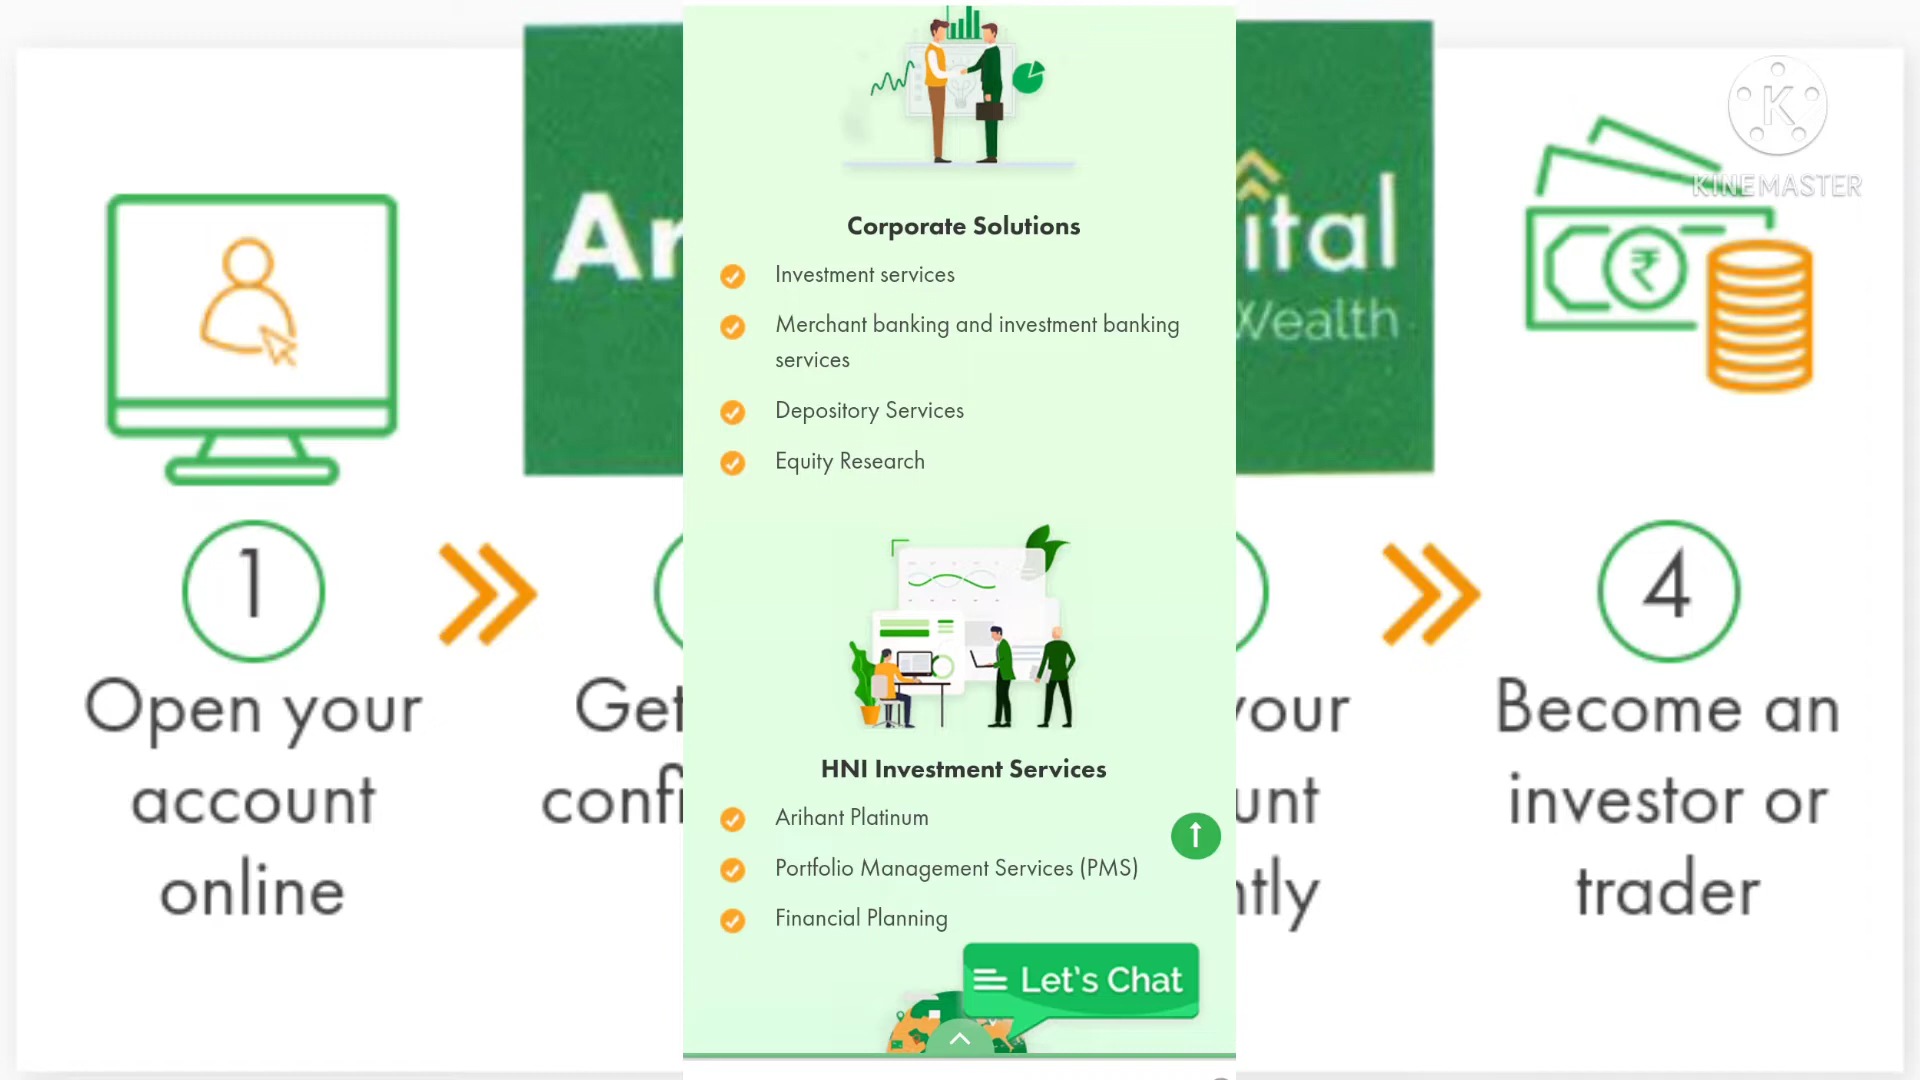 Ar
ital
Wealth
K
KINEMASTER
₹
Corporate Solutions
Investment services
Merchant banking and investment banking
services
Depository Services
Equity Research
HNI Investment Services
Arihant Platinum
Portfolio Management Services (PMS)
Financial Planning
Let's Chat
1
Open your
account
online
Get
confi
your
unt
ntly
4
Become an
investor or
trader